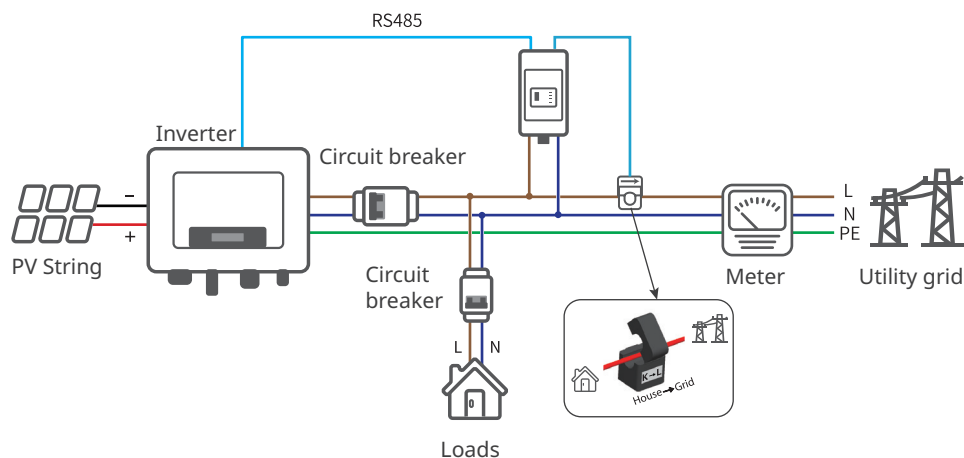 RS485
Inverter
Circuit breaker
–
+
PV String
L
N
PE
Circuit
breaker
Meter
Utility grid
L N
K→L
House→Grid
Loads